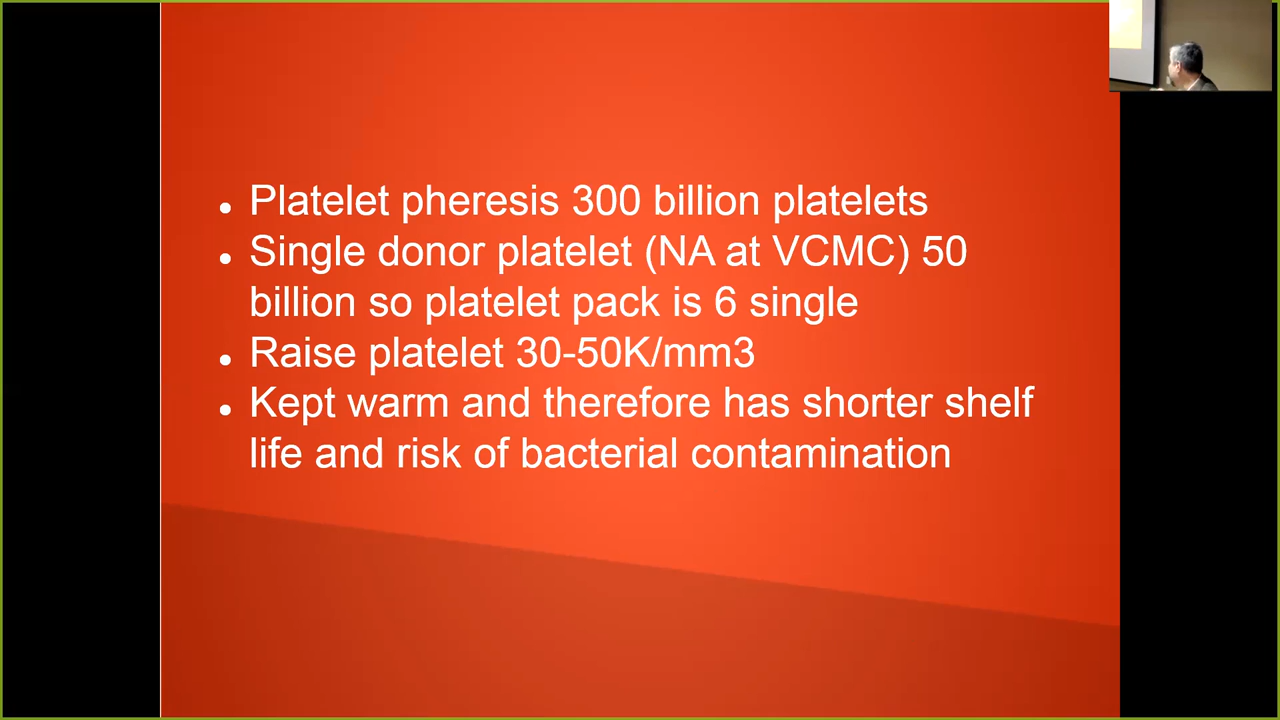 Platelet pheresis 300 billion platelets
Single donor platelet (NA at VCMC) 50
billion so platelet pack is 6 single
Raise platelet 30-50K/mm3
Kept warm and therefore has shorter shelf
life and risk of bacterial contamination